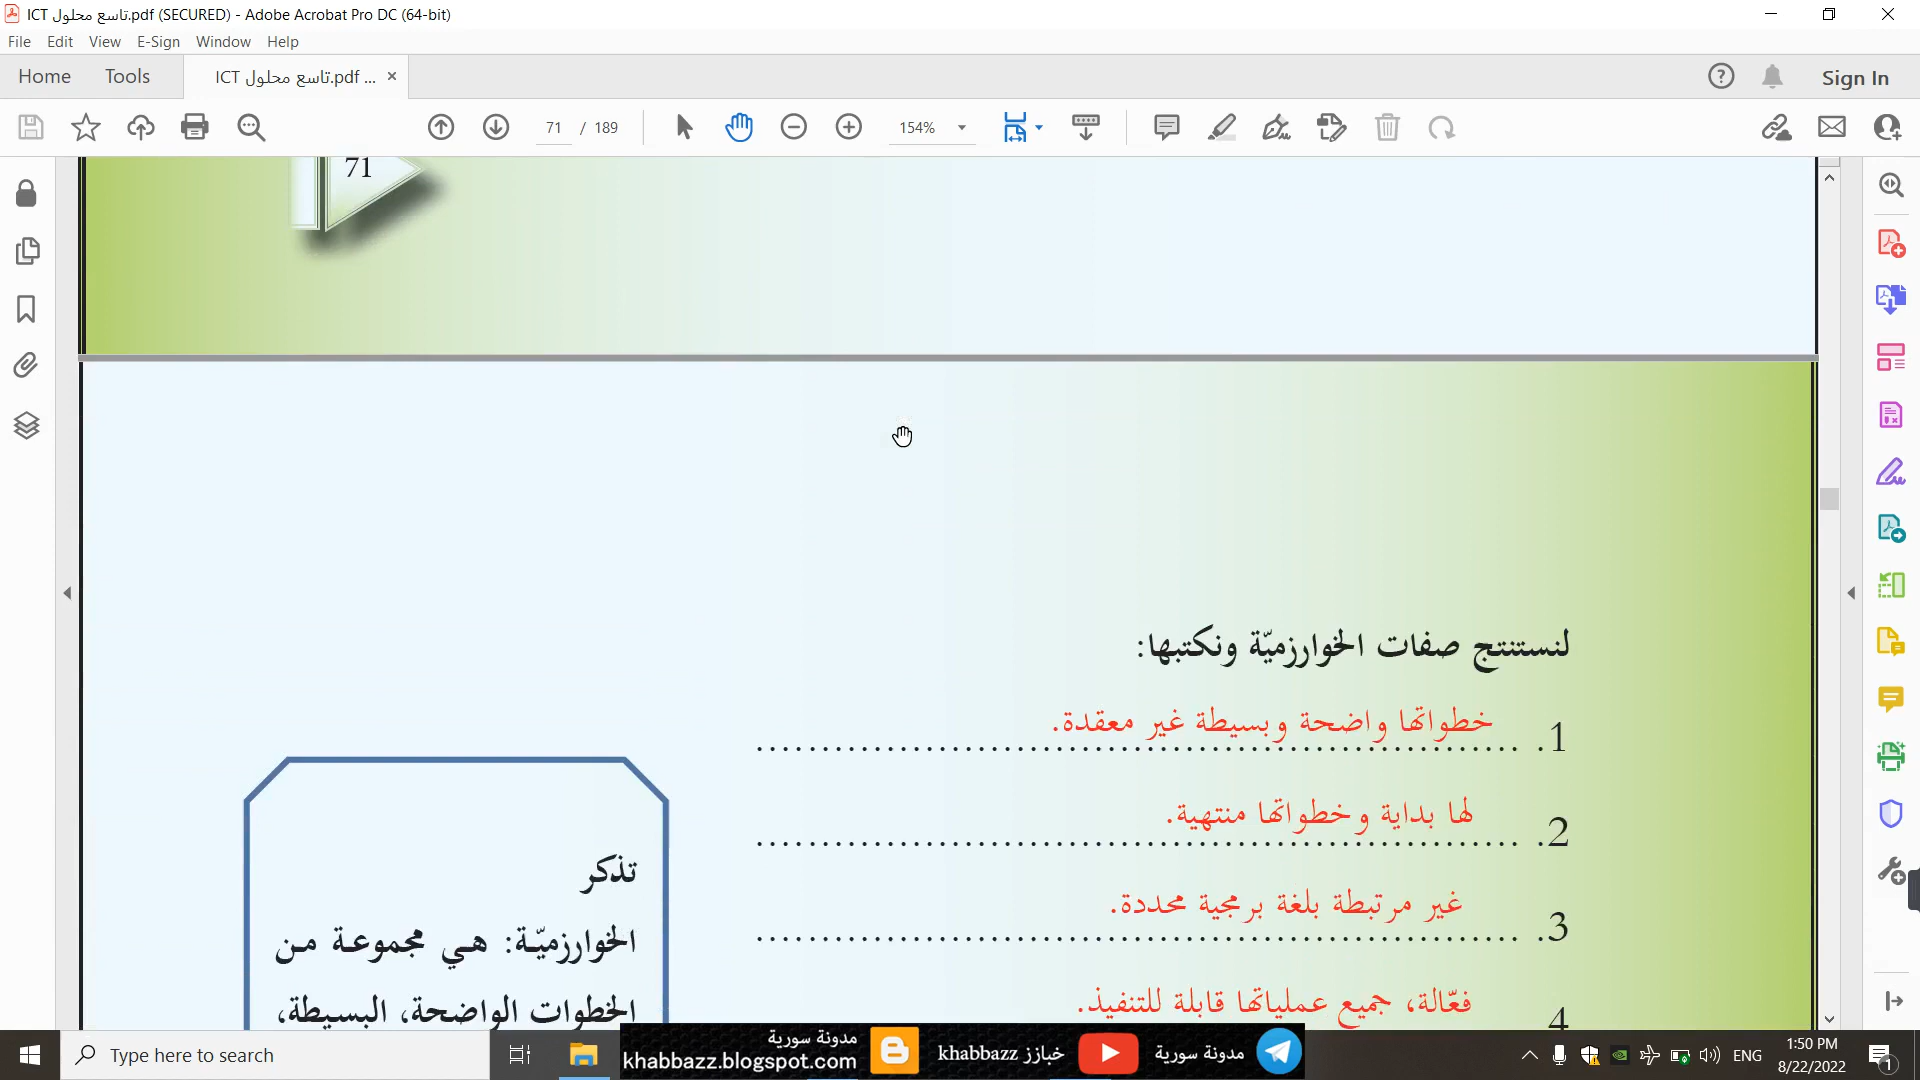 ICT تاسع محلول.pdf (SECURED) - Adobe Acrobat Pro DC (64-bit)
File Edit View E-Sign Window Help
Home Tools ICT تاسع محلول.pdf ... × Sign In
71 / 189 154%
71
لنستنتج صفات الخوارزميّة ونكتبها:
1. خطواتها واضحة وبسيطة غير معقدة.
2. لها بداية وخطواتها منتهية.
3. غير مرتبطة بلغة برمجية محددة.
4 فعّالة، جميع عملياتها قابلة للتنفيذ.
تذكر
الخوارزميّة: هي مجموعة من
الخطوات الواضحة، البسيطة،
Type here to search
مدونة سورية
khabbazz.blogspot.com
خبازز khabbazz
مدونة سورية
ENG
1:50 PM
8/22/2022
1